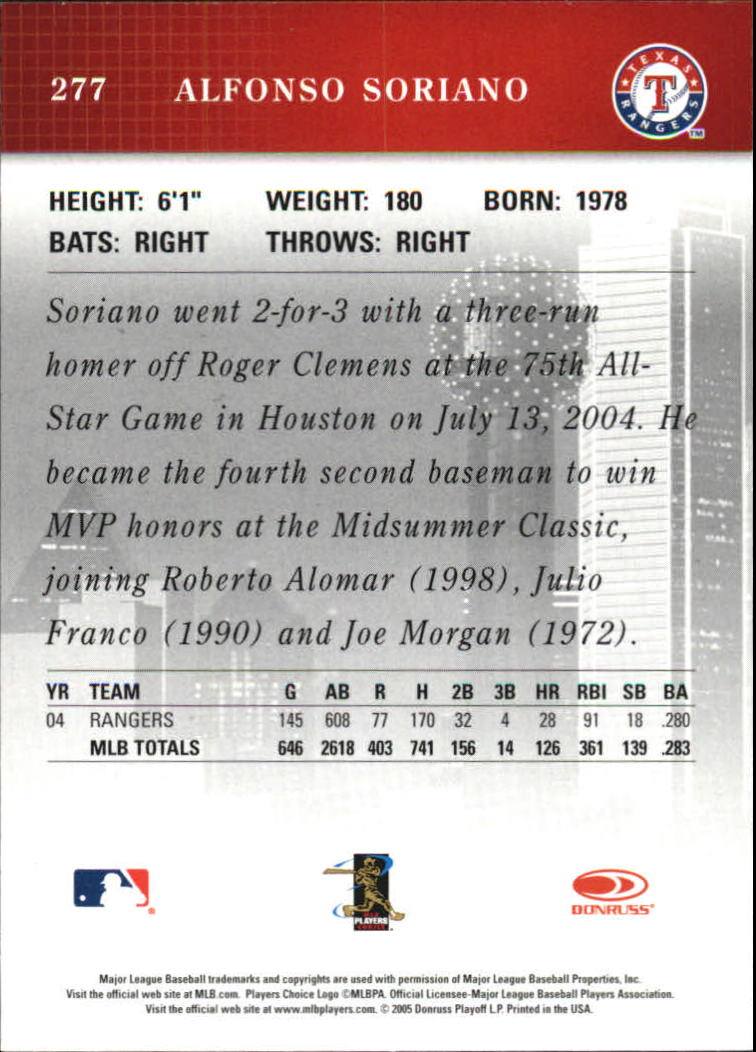 277 ALFONSO SORIANO
TEXAS
T
RANGERS
TM
HEIGHT: 6'1" WEIGHT: 180 BORN: 1978
BATS: RIGHT THROWS: RIGHT
Soriano went 2-for-3 with a three-run
homer off Roger Clemens at the 75th All-
Star Game in Houston on July 13, 2004. He
became the fourth second baseman to win
MVP honors at the Midsummer Classic,
joining Roberto Alomar (1998), Julio
Franco (1990) and Joe Morgan (1972).
YR TEAM G AB R H 2B 3B HR RBI SB BA
04 RANGERS 145 608 77 170 32 4 28 91 18 .280
MLB TOTALS 646 2618 403 741 156 14 126 361 139 .283
MLB
PLAYERS
CHOICE
DONRUSS
Major League Baseball trademarks and copyrights are used with permission of Major League Baseball Properties, Inc.
Visit the official web site at MLB.com. Players Choice Logo ©MLBPA. Official Licensee-Major League Baseball Players Association.
Visit the official web site at www.mlbplayers.com. © 2005 Donruss Playoff L.P. Printed in the USA.